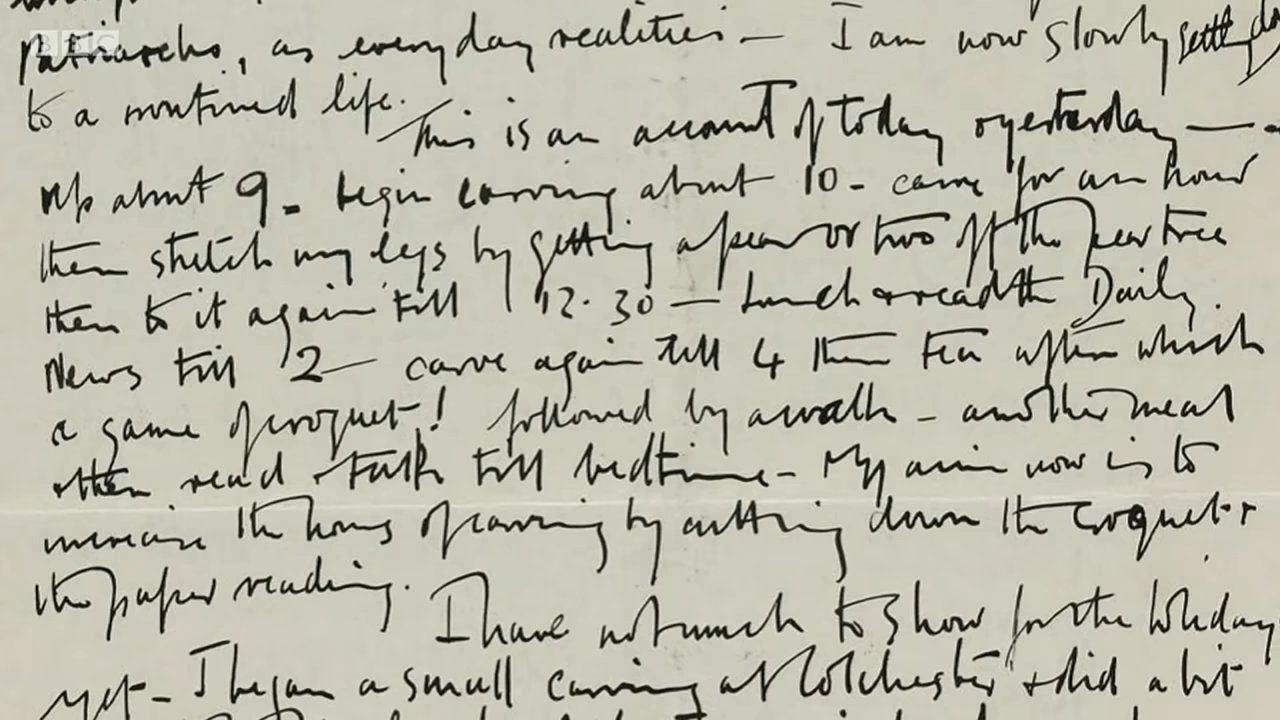 BBC
Patriarchs, as everyday realities — I am now slowly settling
to a routined life.
This is an account of today or yesterday —
Up about 9 - begin carving about 10 - carve for an hour
then stretch my legs by getting a pear or two off the pear tree
then to it again till 12.30 — Lunch & read the Daily
News till 2 — carve again till 4 then tea after which
a game of croquet! followed by a walk - another meal
& then read & talk till bedtime - My aim now is to
increase the hours of carving by cutting down the croquet &
the paper reading.
I have not much to show for the holiday
yet - I began a small carving at Colchester & did a bit